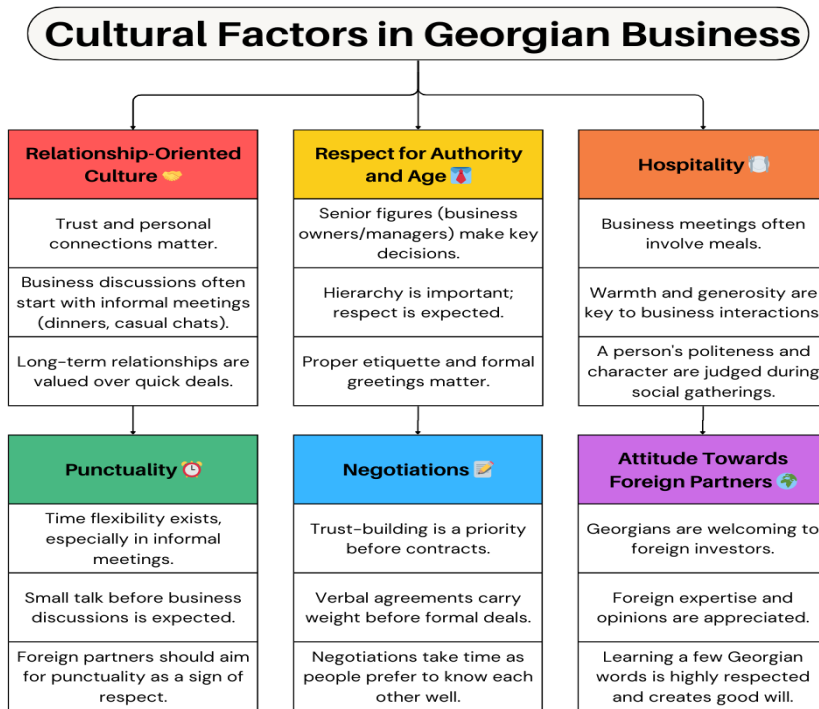 Cultural Factors in Georgian Business
Relationship-Oriented
Culture 🤝
Trust and personal
connections matter.
Business discussions often
start with informal meetings
(dinners, casual chats).
Long-term relationships are
valued over quick deals.
Respect for Authority
and Age 👔
Senior figures (business
owners/managers) make key
decisions.
Hierarchy is important;
respect is expected.
Proper etiquette and formal
greetings matter.
Hospitality 🍽️
Business meetings often
involve meals.
Warmth and generosity are
key to business interactions
A person's politeness and
character are judged during
social gatherings.
Punctuality ⏰
Time flexibility exists,
especially in informal
meetings.
Small talk before business
discussions is expected.
Foreign partners should aim
for punctuality as a sign of
respect.
Negotiations 📝
Trust-building is a priority
before contracts.
Verbal agreements carry
weight before formal deals.
Negotiations take time as
people prefer to know each
other well.
Attitude Towards
Foreign Partners 🌍
Georgians are welcoming to
foreign investors.
Foreign expertise and
opinions are appreciated.
Learning a few Georgian
words is highly respected
and creates good will.